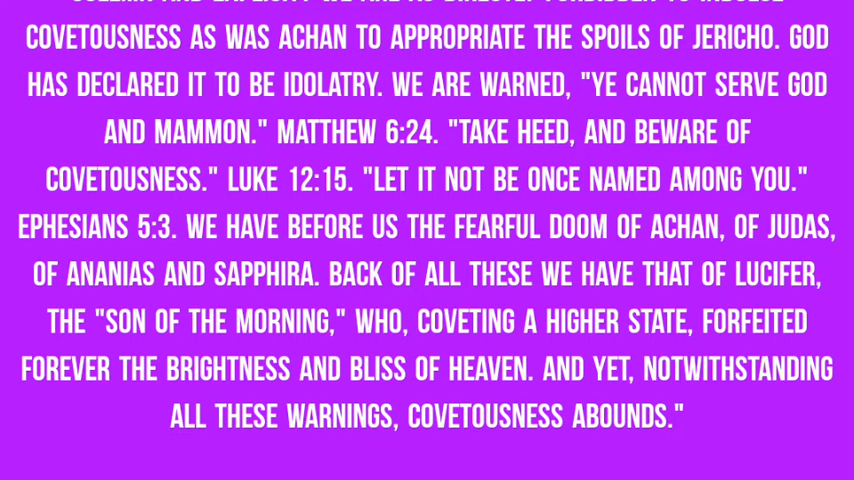 COVETOUSNESS AS WAS ACHAN TO APPROPRIATE THE SPOILS OF JERICHO. GOD
HAS DECLARED IT TO BE IDOLATRY. WE ARE WARNED, "YE CANNOT SERVE GOD
AND MAMMON." MATTHEW 6:24. "TAKE HEED, AND BEWARE OF
COVETOUSNESS." LUKE 12:15. "LET IT NOT BE ONCE NAMED AMONG YOU."
EPHESIANS 5:3. WE HAVE BEFORE US THE FEARFUL DOOM OF ACHAN, OF JUDAS,
OF ANANIAS AND SAPPHIRA. BACK OF ALL THESE WE HAVE THAT OF LUCIFER,
THE "SON OF THE MORNING," WHO, COVETING A HIGHER STATE, FORFEITED
FOREVER THE BRIGHTNESS AND BLISS OF HEAVEN. AND YET, NOTWITHSTANDING
ALL THESE WARNINGS, COVETOUSNESS ABOUNDS."